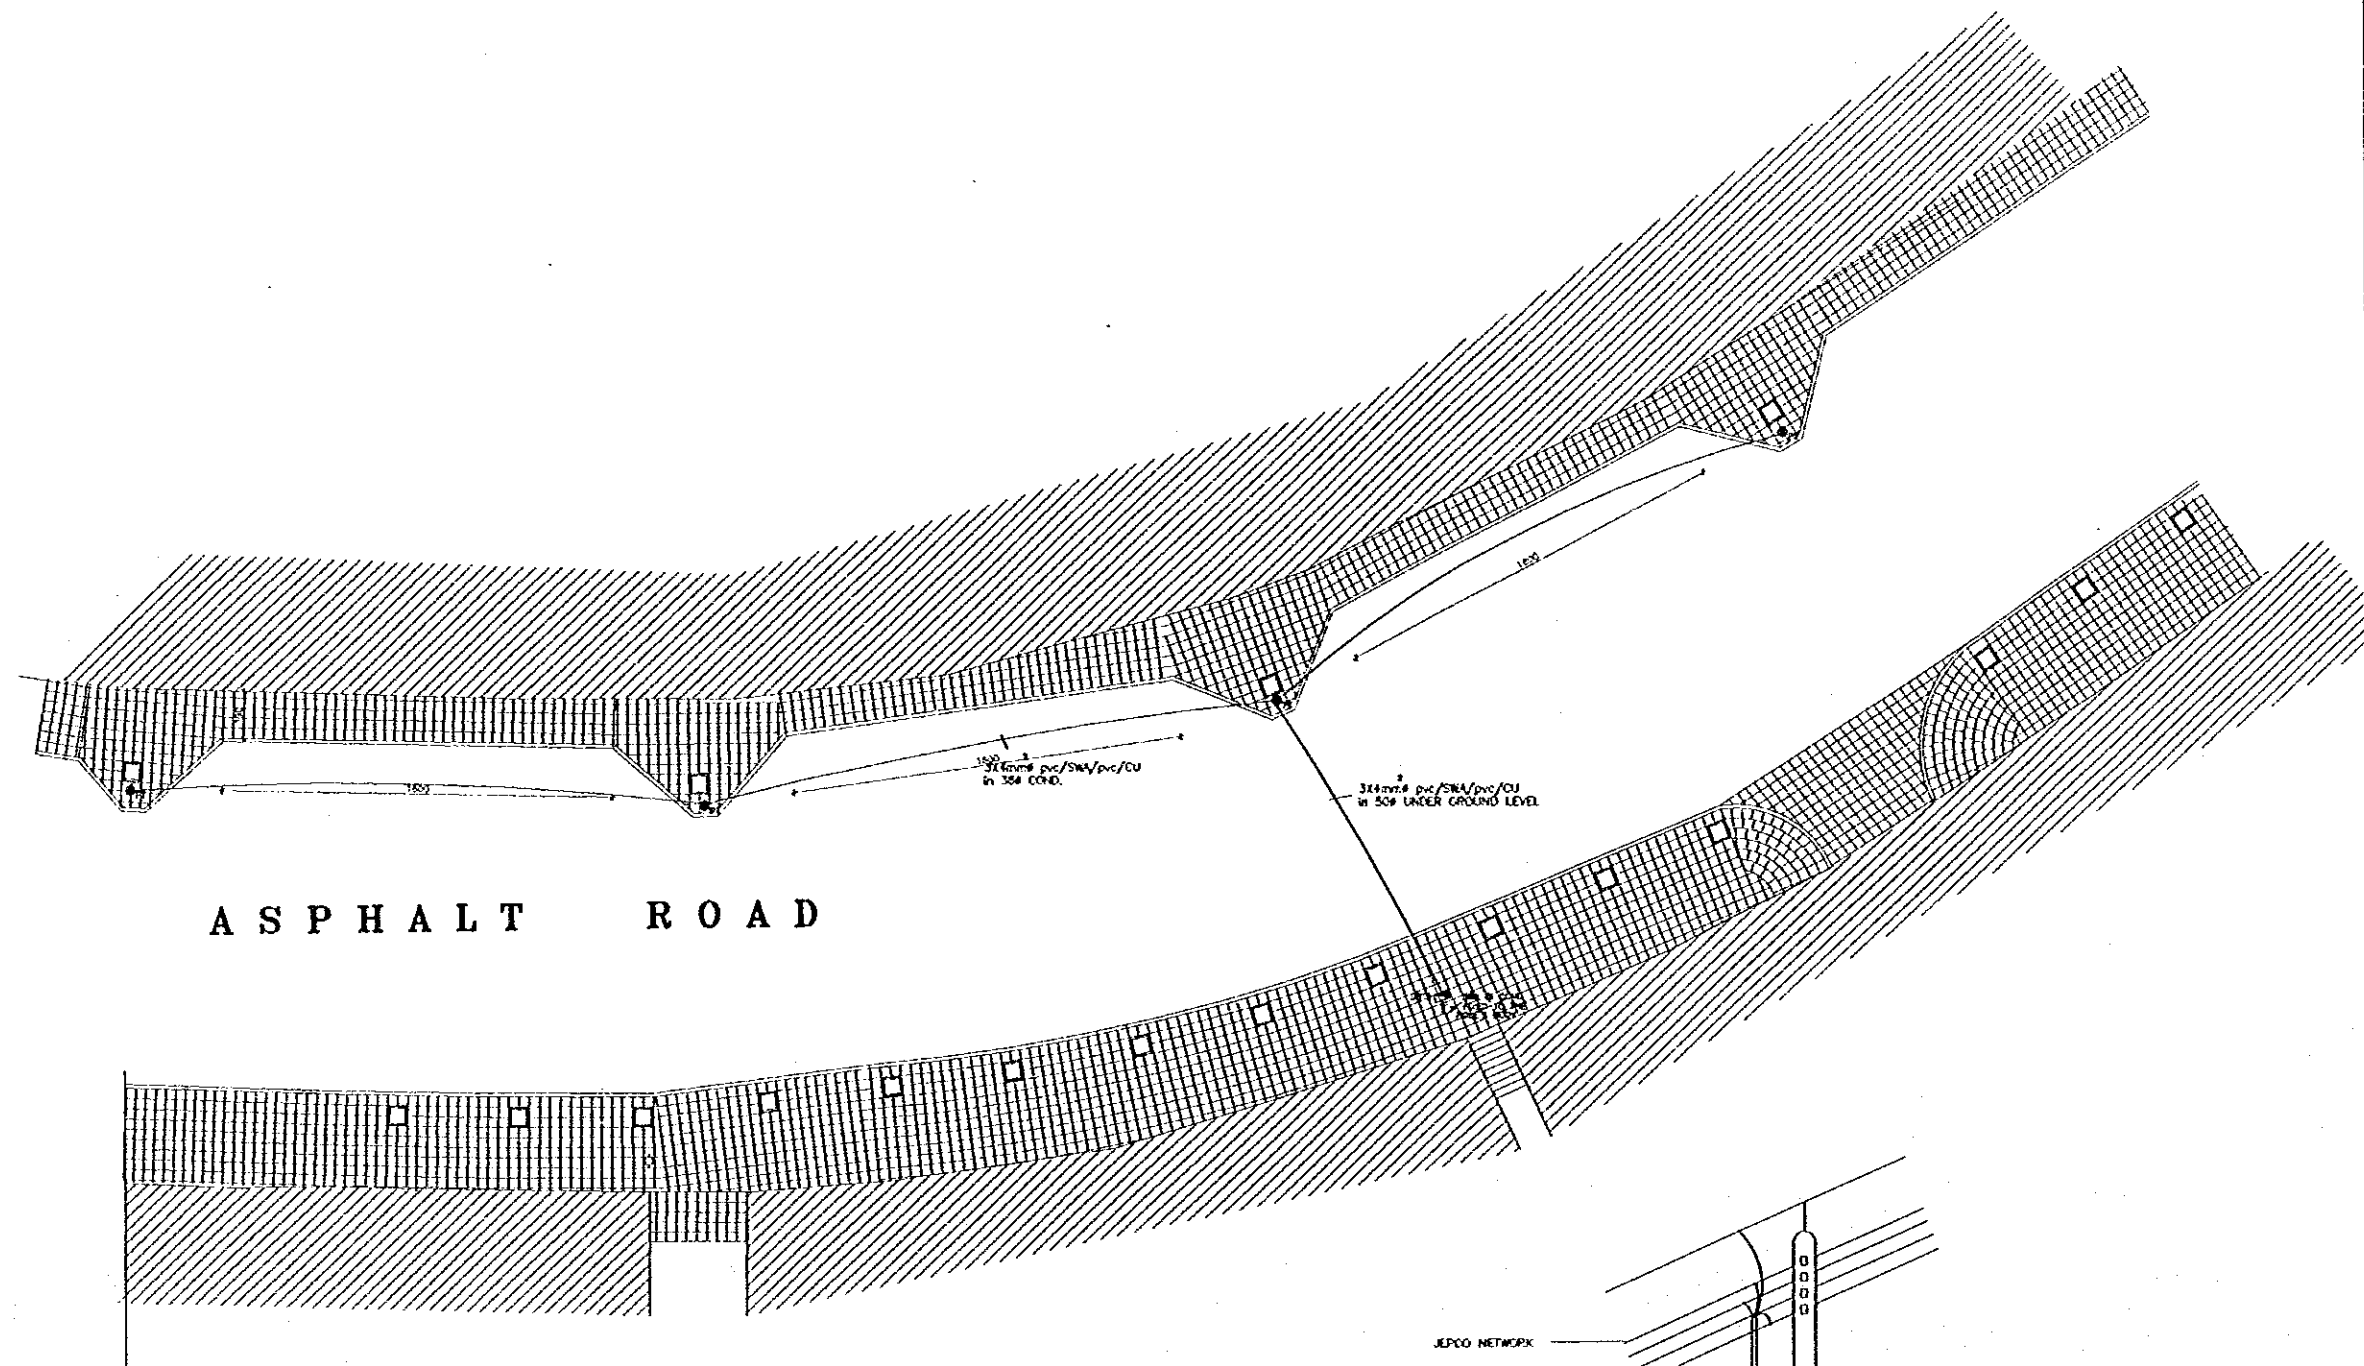 1600
1500
3X4mm² pvc/SWA/pvc/CU
in 38ø COND.
1500
3X4mm² pvc/SWA/pvc/CU
in 50ø UNDER GROUND LEVEL
ASPHALT ROAD
JEPCO NETWORK